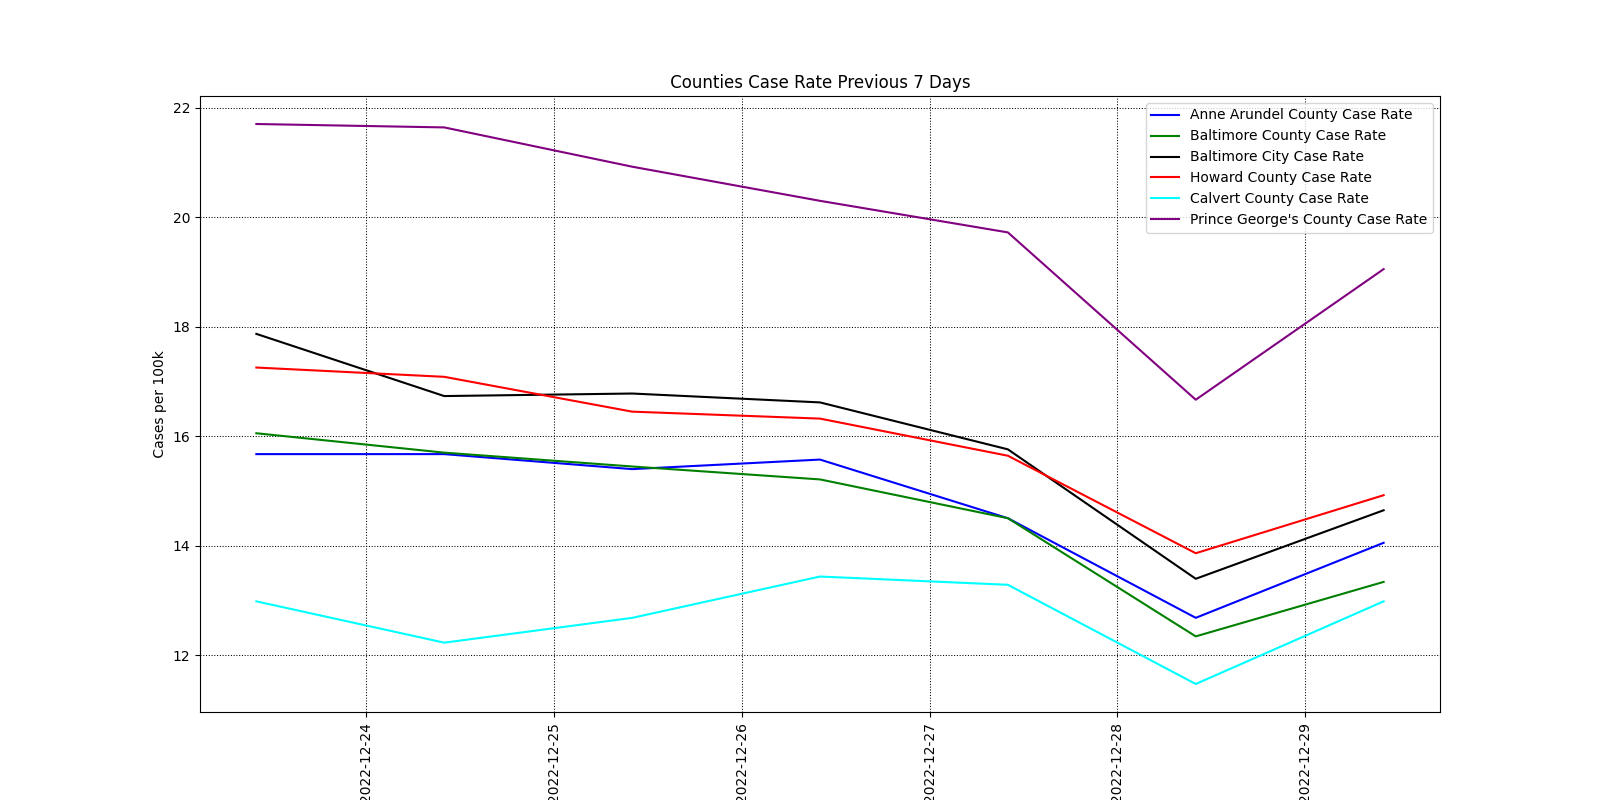 Counties Case Rate Previous 7 Days
Anne Arundel County Case Rate
Baltimore County Case Rate
Baltimore City Case Rate
Howard County Case Rate
Calvert County Case Rate
Prince George's County Case Rate
Cases per 100k
22
20
18
16
14
12
2022-12-24
2022-12-25
2022-12-26
2022-12-27
2022-12-28
2022-12-29